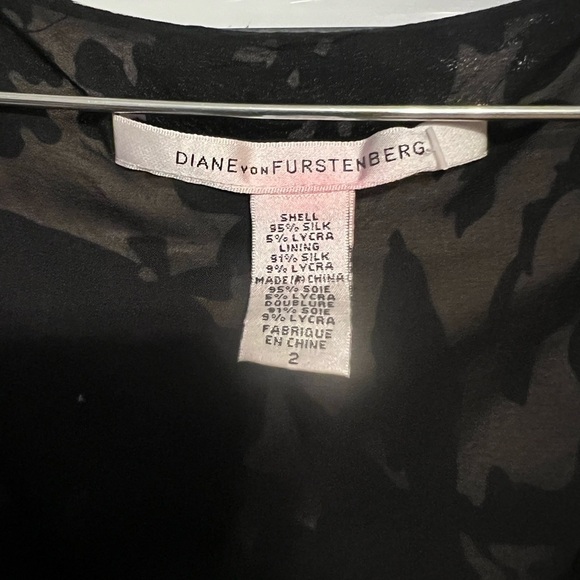 DIANE VON FURSTENBERG
SHELL
95% SILK
5% LYCRA
LINING
91% SILK
9% LYCRA
MADE IN CHINA
95% SOIE
5% LYCRA
DOUBLURE
91% SOIE
9% LYCRA
FABRIQUE
EN CHINE
2